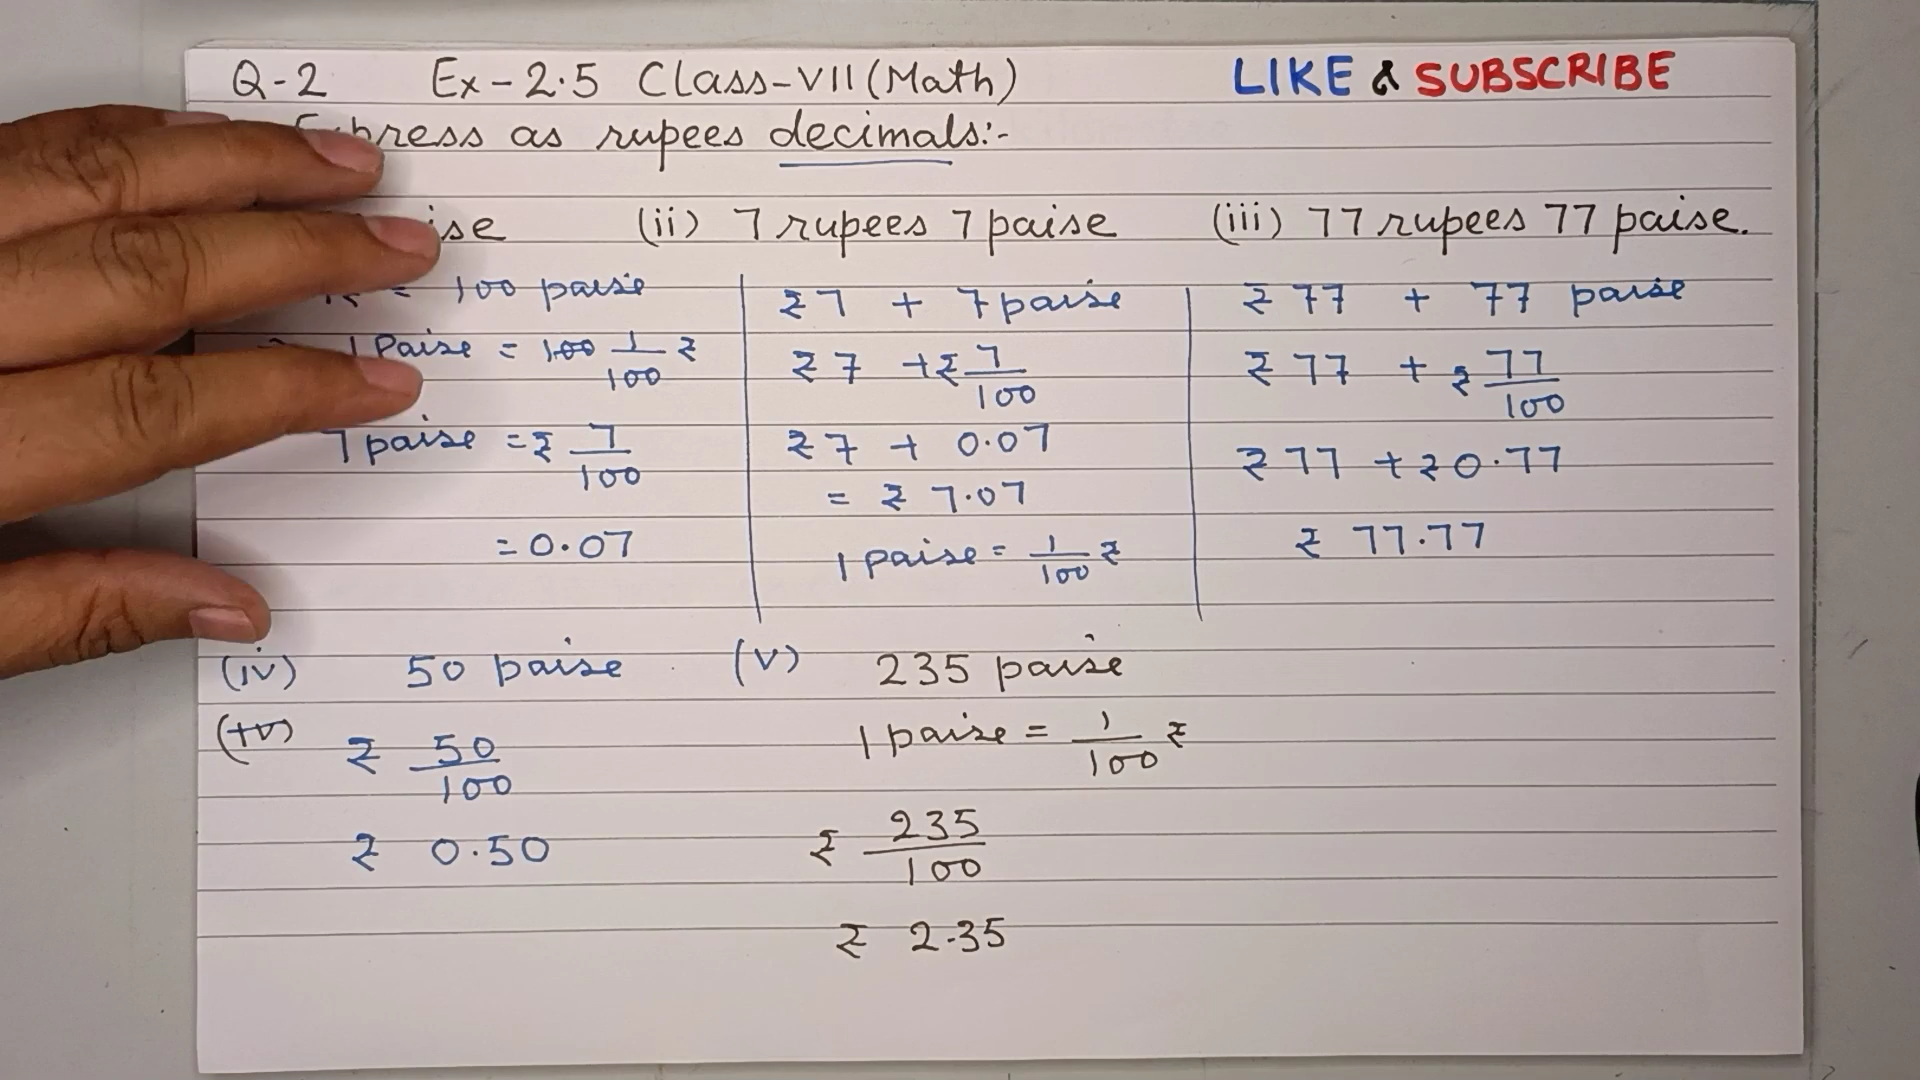 Q-2 Ex-2.5 Class-VII (Math) LIKE & SUBSCRIBE
as rupees decimals:-
(ii) 7 rupees 7 paise (iii) 77 rupees 77 paise.
= 100 paise
1 Paise = 100 1/100 ₹
7 paise = ₹ 7/100
= 0.07
₹7 + 7 paise
₹7 + ₹ 7/100
₹7 + 0.07
= ₹ 7.07
1 paise = 1/100 ₹
₹ 77 + 77 paise
₹ 77 + ₹ 77/100
₹ 77 + ₹0.77
₹ 77.77
(iv) 50 paise (v) 235 paise
₹ 50/100
₹ 0.50
1 paise = 1/100 ₹
₹ 235/100
₹ 2.35